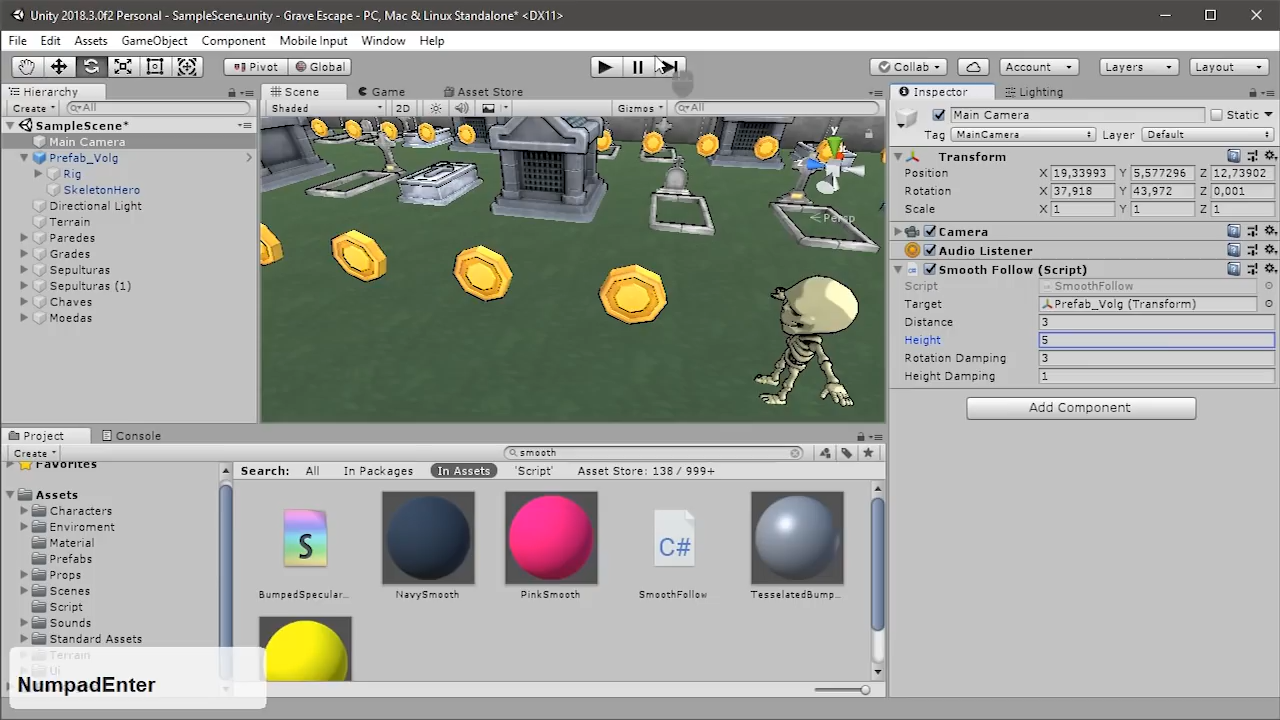 Unity 2018.3.0f2 Personal - SampleScene.unity - Grave Escape - PC, Mac & Linux Standalone* <DX11>
File Edit Assets GameObject Component Mobile Input Window Help
Pivot Global Collab Account Layers Layout
Hierarchy
Create All
SampleScene*
Main Camera
Prefab_Volg
Rig
SkeletonHero
Directional Light
Terrain
Paredes
Grades
Sepulturas
Sepulturas (1)
Chaves
Moedas
Scene Game Asset Store
Shaded 2D Gizmos All
y
Persp
Inspector Lighting
Main Camera Static
Tag MainCamera Layer Default
Transform
Position X 19,33993 Y 5,577296 Z 12,73902
Rotation X 37,918 Y 43,972 Z 0,001
Scale X 1 Y 1 Z 1
Camera
Audio Listener
Smooth Follow (Script)
Script SmoothFollow
Target Prefab_Volg (Transform)
Distance 3
Height 5
Rotation Damping 3
Height Damping 1
Add Component
Project Console
Create smooth
Favorites
Assets
Characters
Enviroment
Material
Prefabs
Props
Scenes
Script
Sounds
Standard Assets
Terrain
Ui
Search: All In Packages In Assets 'Script' Asset Store: 138 / 999+
S C#
BumpedSpecular... NavySmooth PinkSmooth SmoothFollow TesselatedBump...
NumpadEnter